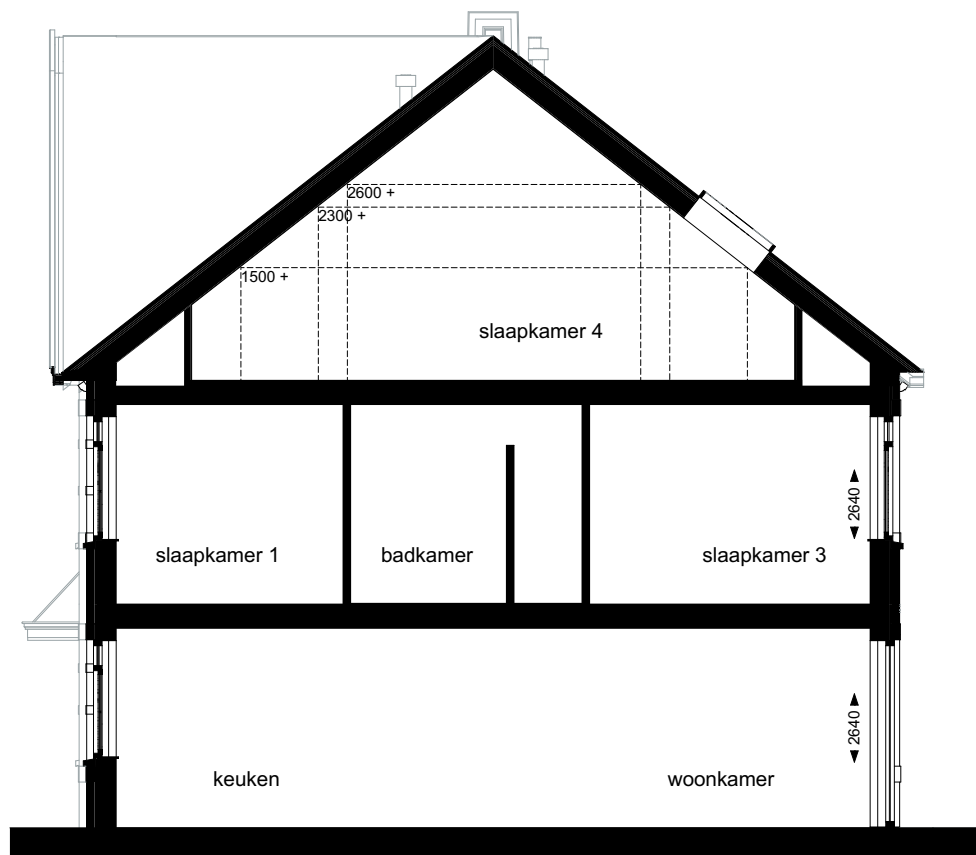 2600 +
2300 +
1500 +
slaapkamer 4
◄ 2640 ►
slaapkamer 1
badkamer
slaapkamer 3
◄ 2640 ►
keuken
woonkamer